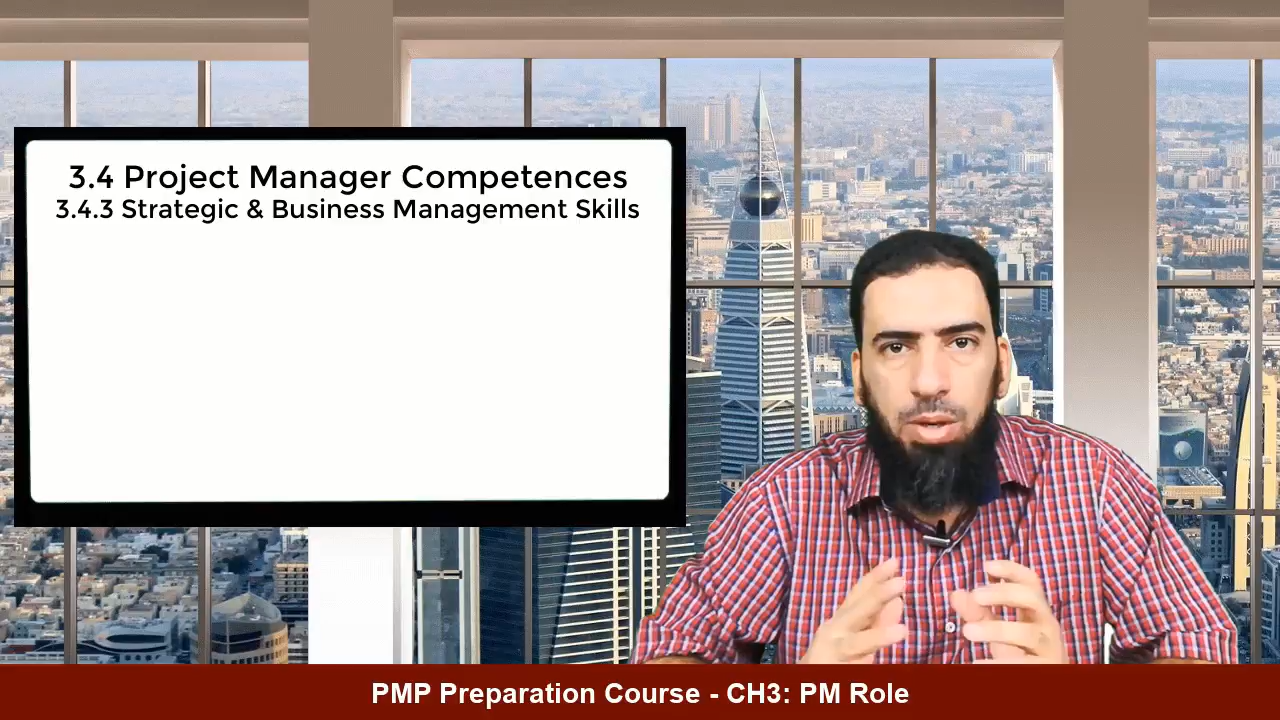 3.4 Project Manager Competences
3.4.3 Strategic & Business Management Skills
PMP Preparation Course - CH3: PM Role